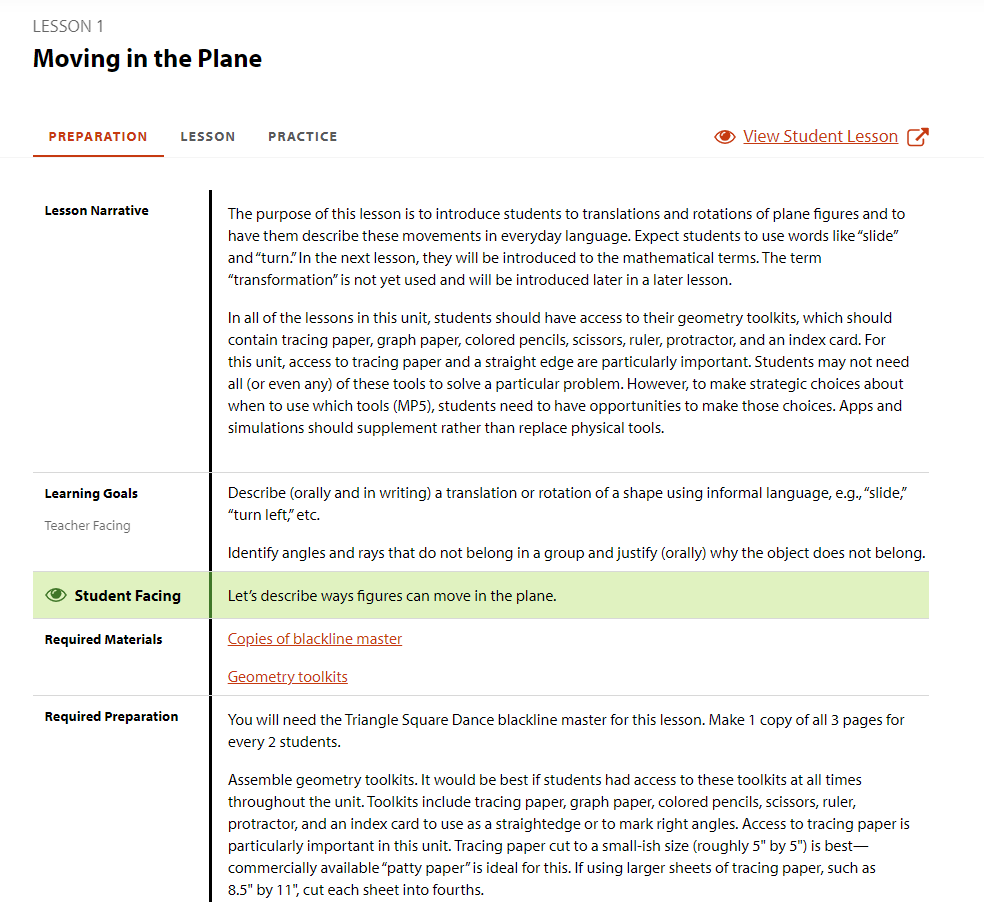 LESSON 1
Moving in the Plane
PREPARATION LESSON PRACTICE View Student Lesson
Lesson Narrative
The purpose of this lesson is to introduce students to translations and rotations of plane figures and to
have them describe these movements in everyday language. Expect students to use words like “slide”
and “turn.” In the next lesson, they will be introduced to the mathematical terms. The term
“transformation” is not yet used and will be introduced later in a later lesson.
In all of the lessons in this unit, students should have access to their geometry toolkits, which should
contain tracing paper, graph paper, colored pencils, scissors, ruler, protractor, and an index card. For
this unit, access to tracing paper and a straight edge are particularly important. Students may not need
all (or even any) of these tools to solve a particular problem. However, to make strategic choices about
when to use which tools (MP5), students need to have opportunities to make those choices. Apps and
simulations should supplement rather than replace physical tools.
Learning Goals
Teacher Facing
Describe (orally and in writing) a translation or rotation of a shape using informal language, e.g., “slide,”
“turn left,” etc.
Identify angles and rays that do not belong in a group and justify (orally) why the object does not belong.
Student Facing
Let’s describe ways figures can move in the plane.
Required Materials
Copies of blackline master
Geometry toolkits
Required Preparation
You will need the Triangle Square Dance blackline master for this lesson. Make 1 copy of all 3 pages for
every 2 students.
Assemble geometry toolkits. It would be best if students had access to these toolkits at all times
throughout the unit. Toolkits include tracing paper, graph paper, colored pencils, scissors, ruler,
protractor, and an index card to use as a straightedge or to mark right angles. Access to tracing paper is
particularly important in this unit. Tracing paper cut to a small-ish size (roughly 5" by 5") is best—
commercially available “patty paper” is ideal for this. If using larger sheets of tracing paper, such as
8.5" by 11", cut each sheet into fourths.